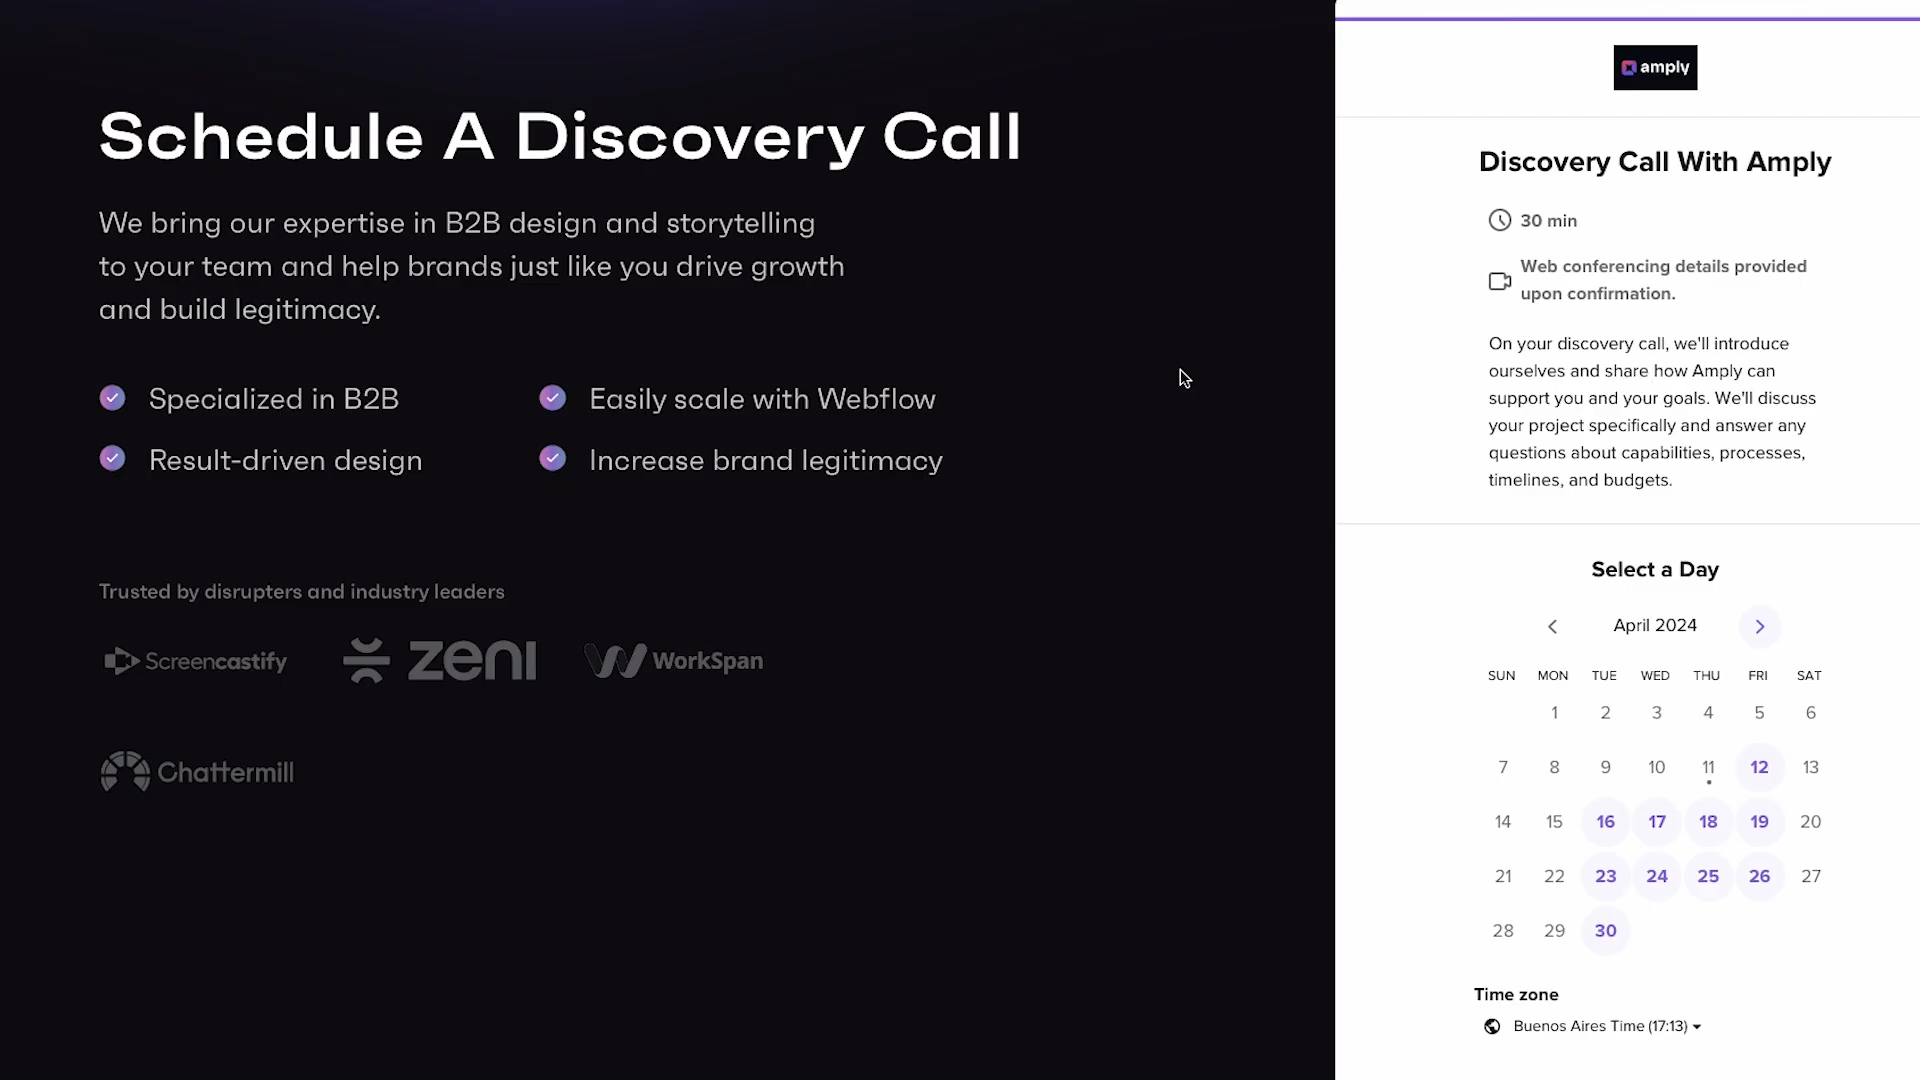 Schedule A Discovery Call
We bring our expertise in B2B design and storytelling
to your team and help brands just like you drive growth
and build legitimacy.
Specialized in B2B
Easily scale with Webflow
Result-driven design
Increase brand legitimacy
Trusted by disrupters and industry leaders
Screencastify
zeni
WorkSpan
Chattermill
amply
Discovery Call With Amply
30 min
Web conferencing details provided
upon confirmation.
On your discovery call, we'll introduce
ourselves and share how Amply can
support you and your goals. We'll discuss
your project specifically and answer any
questions about capabilities, processes,
timelines, and budgets.
Select a Day
April 2024
SUN MON TUE WED THU FRI SAT
1 2 3 4 5 6
7 8 9 10 11 12 13
14 15 16 17 18 19 20
21 22 23 24 25 26 27
28 29 30
Time zone
Buenos Aires Time (17:13)